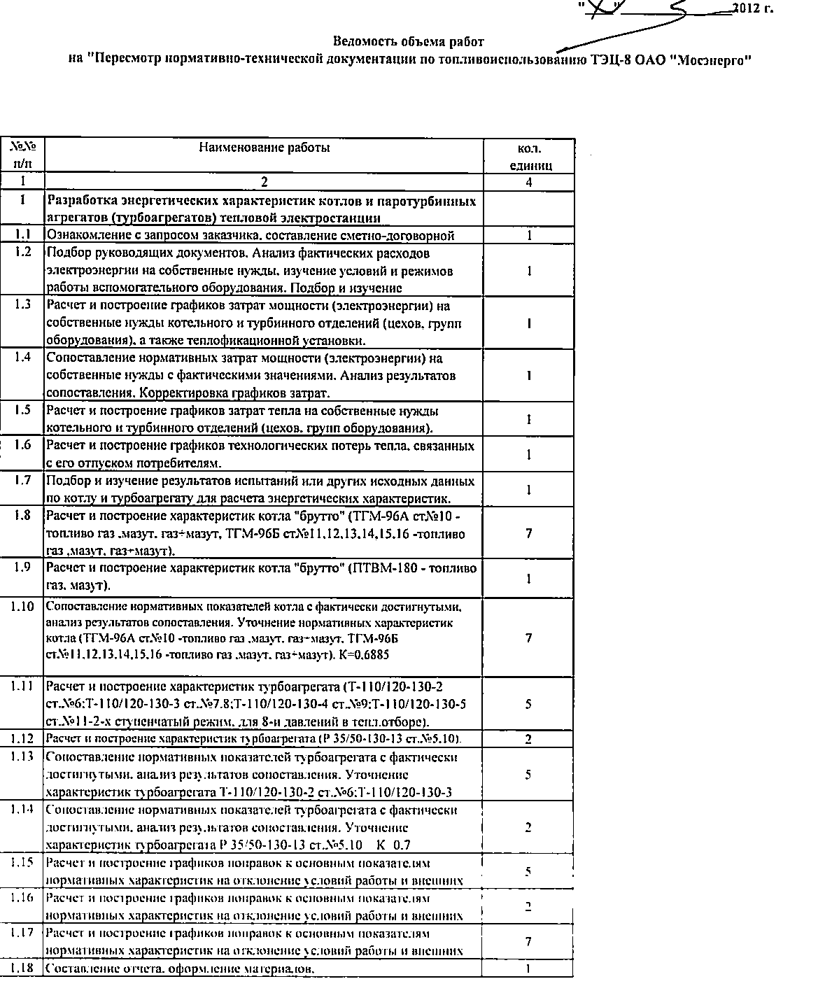 "    "                2012 г.
Ведомость объема работ
на "Пересмотр нормативно-технической документации по топливоиспользованию ТЭЦ-8 ОАО "Мосэнерго"
№№ п/п
Наименование работы
кол. единиц
1 2 4
1 Разработка энергетических характеристик котлов и паротурбинных
агрегатов (турбоагрегатов) тепловой электростанции
1.1 Ознакомление с запросом заказчика, составление сметно-договорной 1
1.2 Подбор руководящих документов. Анализ фактических расходов
электроэнергии на собственные нужды, изучение условий и режимов 1
работы вспомогательного оборудования. Подбор и изучение
1.3 Расчет и построение графиков затрат мощности (электроэнергии) на
собственные нужды котельного и турбинного отделений (цехов, групп 1
оборудования), а также теплофикационной установки.
1.4 Сопоставление нормативных затрат мощности (электроэнергии) на
собственные нужды с фактическими значениями. Анализ результатов 1
сопоставления. Корректировка графиков затрат.
1.5 Расчет и построение графиков затрат тепла на собственные нужды
котельного и турбинного отделений (цехов, групп оборудования). 1
1.6 Расчет и построение графиков технологических потерь тепла, связанных
с его отпуском потребителям. 1
1.7 Подбор и изучение результатов испытаний или других исходных данных
по котлу и турбоагрегату для расчета энергетических характеристик. 1
1.8 Расчет и построение характеристик котла "брутто" (ТГМ-96А ст№10 -
топливо газ ,мазут, газ+мазут, ТГМ-96Б ст№11,12,13,14,15,16 -топливо 7
газ ,мазут, газ+мазут).
1.9 Расчет и построение характеристик котла "брутто" (ПТВМ-180 - топливо
газ, мазут). 1
1.10 Сопоставление нормативных показателей котла с фактически достигнутыми,
анализ результатов сопоставления. Уточнение нормативных характеристик
котла (ТГМ-96А ст№10 -топливо газ ,мазут, газ+мазут, ТГМ-96Б 7
ст№11,12,13,14,15,16 -топливо газ ,мазут, газ+мазут). К=0,6885
1.11 Расчет и построение характеристик турбоагрегата (Т-110/120-130-2
ст.№6;Т-110/120-130-3 ст.№7,8;Т-110/120-130-4 ст.№9;Т-110/120-130-5 5
ст.№11-2-х ступенчатый режим, для 8-и давлений в тепл.отборе).
1.12 Расчет и построение характеристик турбоагрегата (Р 35/50-130-13 ст.№5,10). 2
1.13 Сопоставление нормативных показателей турбоагрегата с фактически
достигнутыми, анализ результатов сопоставления. Уточнение 5
характеристик турбоагрегата Т-110/120-130-2 ст.№6;Т-110/120-130-3
1.14 Сопоставление нормативных показателей турбоагрегата с фактически
достигнутыми, анализ результатов сопоставления. Уточнение 2
характеристик турбоагрегата Р 35/50-130-13 ст.№5,10 К 0,7
1.15 Расчет и построение графиков поправок к основным показателям
нормативных характеристик на отклонение условий работы и внешних 5
1.16 Расчет и построение графиков поправок к основным показателям
нормативных характеристик на отклонение условий работы и внешних 2
1.17 Расчет и построение графиков поправок к основным показателям
нормативных характеристик на отклонение условий работы и внешних 7
1.18 Составление отчета, оформление материалов. 1